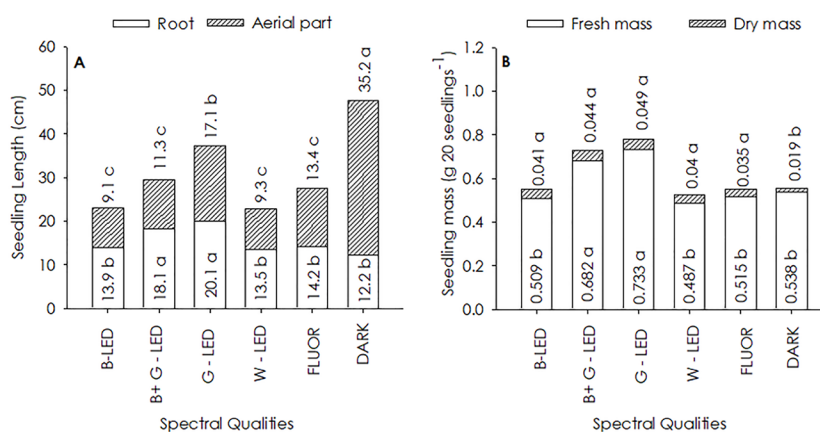 Root Aerial part
A
Seedling Length (cm)
60
50
40
30
20
10
0
9.1 c
11.3 c
17.1 b
9.3 c
13.4 c
35.2 a
13.9 b
18.1 a
20.1 a
13.5 b
14.2 b
12.2 b
B-LED
B+ G - LED
G - LED
W - LED
FLUOR
DARK
Spectral Qualities
Fresh mass Dry mass
B
Seedling mass (g 20 seedlings⁻¹)
1.2
1.0
0.8
0.6
0.4
0.2
0.0
0.041 a
0.044 a
0.049 a
0.04 a
0.035 a
0.019 b
0.509 b
0.682 a
0.733 a
0.487 b
0.515 b
0.538 b
B-LED
B+ G - LED
G - LED
W - LED
FLUOR
DARK
Spectral Qualities